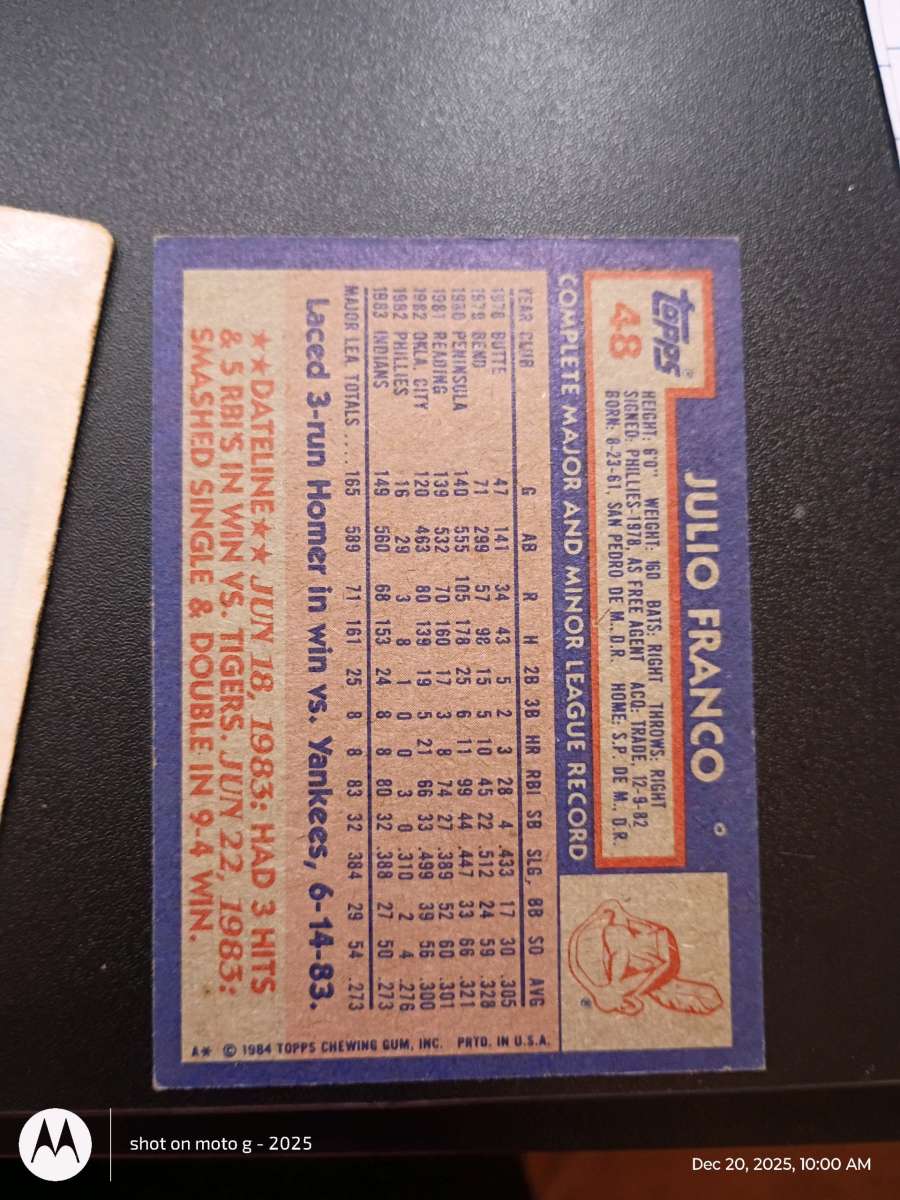 topps®
48
JULIO FRANCO
HEIGHT: 6'0" WEIGHT: 160 BATS: RIGHT THROWS: RIGHT
SIGNED: PHILLIES-1978, AS FREE AGENT ACQ: TRADE, 12-9-82
BORN: 8-23-61, SAN PEDRO DE M., D.R. HOME: S.P. DE M., D.R.
COMPLETE MAJOR AND MINOR LEAGUE RECORD
YEAR CLUB G AB R H 2B 3B HR RBI SB SLG, BB SO AVG
1978 BUTTE 47 141 34 43 5 2 3 28 4 .433 17 30 .305
1979 BEND 71 299 57 98 15 5 10 45 22 .512 24 59 .328
1980 PENINSULA 140 555 105 178 25 6 11 99 44 .447 33 66 .321
1981 READING 139 532 70 160 17 3 8 74 27 .389 52 60 .301
1982 OKLA. CITY 120 463 80 139 19 5 21 66 33 .499 39 56 .300
1982 PHILLIES 16 29 3 8 1 0 0 3 0 .310 2 4 .276
1983 INDIANS 149 560 68 153 24 8 8 80 32 .388 27 50 .273
MAJOR LEA TOTALS .... 165 589 71 161 25 8 8 83 32 .384 29 54 .273
Laced 3-run Homer in win vs. Yankees, 6-14-83.
★★DATELINE★★ JUN 18, 1983: HAD 3 HITS
& 5 RBI'S IN WIN VS. TIGERS. JUN 22, 1983:
SMASHED SINGLE & DOUBLE IN 9-4 WIN.
®
A* © 1984 TOPPS CHEWING GUM, INC. PRTD. IN U.S.A.
shot on moto g - 2025
Dec 20, 2025, 10:00 AM